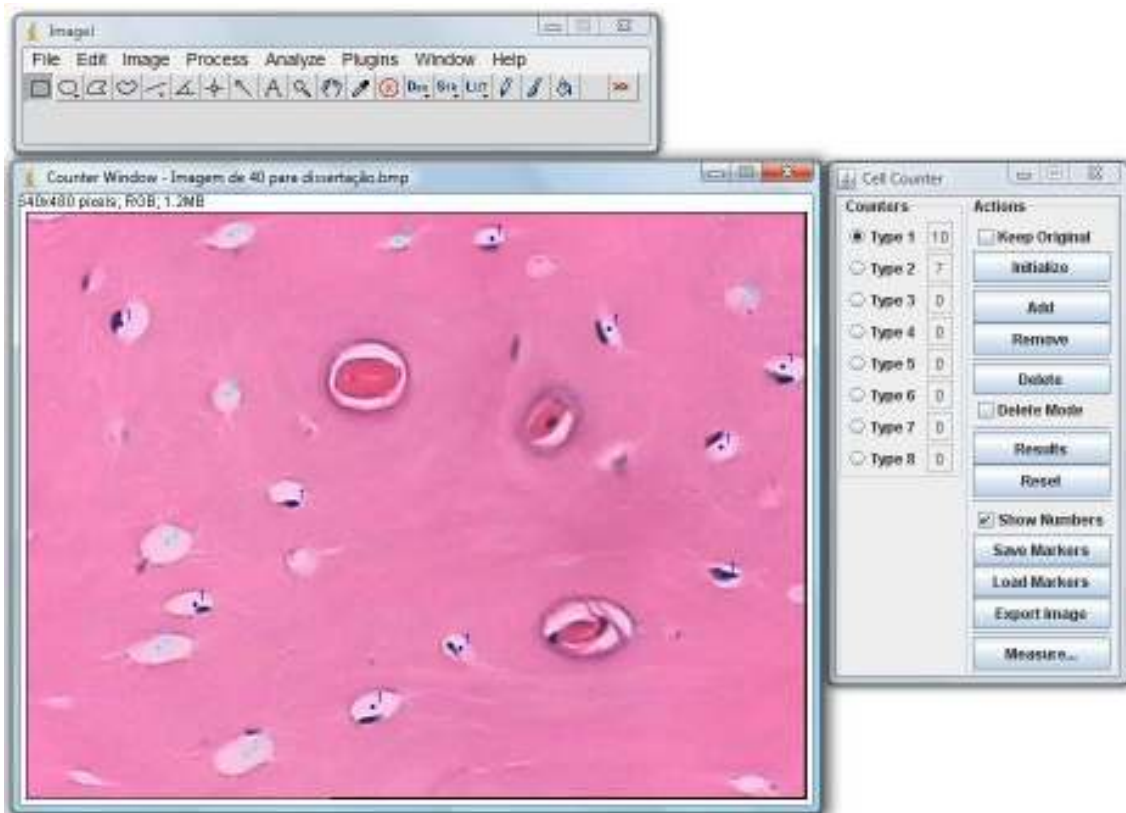 ImageJ
File Edit Image Process Analyze Plugins Window Help
Counter Window - Imagem de 40 para dissertação.bmp
640x480 pixels; RGB; 1.2MB
Cell Counter
Counters
Type 1 10
Type 2 7
Type 3 0
Type 4 0
Type 5 0
Type 6 0
Type 7 0
Type 8 0
Actions
Keep Original
Initialize
Add
Remove
Delete
Delete Mode
Results
Reset
Show Numbers
Save Markers
Load Markers
Export Image
Measure...